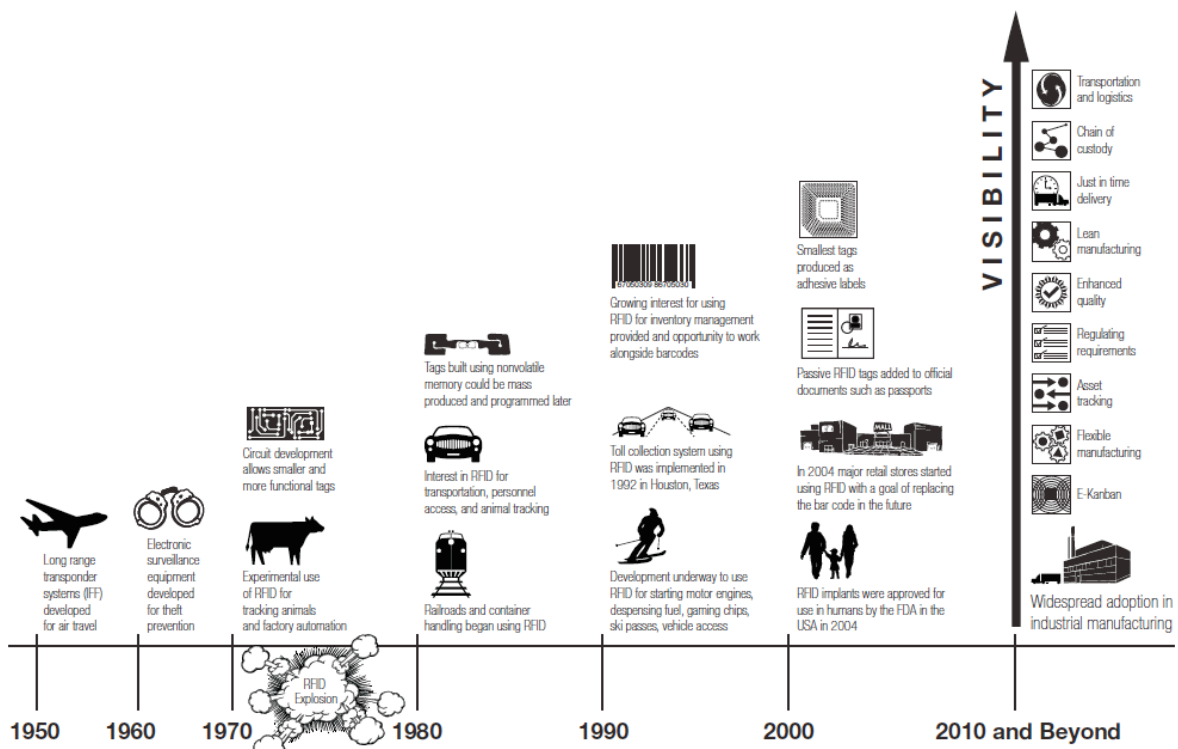 Long range
transponder
systems (IFF)
developed
for air travel
Electronic
surveillance
equipment
developed
for theft
prevention
Circuit development
allows smaller and
more functional tags
Experimental use
of RFID for
tracking animals
and factory automation
Tags built using nonvolatile
memory could be mass
produced and programmed later
Interest in RFID for
transportation, personnel
access, and animal tracking
Railroads and container
handling began using RFID
67050309 86705030
Growing interest for using
RFID for inventory management
provided and opportunity to work
alongside barcodes
Toll collection system using
RFID was implemented in
1992 in Houston, Texas
Development underway to use
RFID for starting motor engines,
despensing fuel, gaming chips,
ski passes, vehicle access
Smallest tags
produced as
adhesive labels
Passive RFID tags added to official
documents such as passports
MALL
In 2004 major retail stores started
using RFID with a goal of replacing
the bar code in the future
RFID implants were approved for
use in humans by the FDA in the
USA in 2004
VISIBILITY
Transportation
and logistics
Chain of
custody
Just in time
delivery
Lean
manufacturing
Enhanced
quality
Regulating
requirements
Asset
tracking
Flexible
manufacturing
E-Kanban
Widespread adoption in
industrial manufacturing
RFID
Explosion
1950
1960
1970
1980
1990
2000
2010 and Beyond